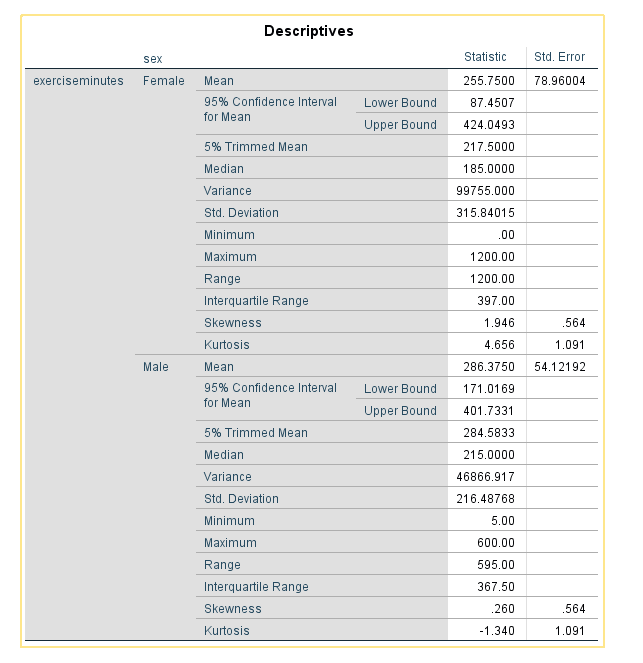 Descriptives
sex Statistic Std. Error
exerciseminutes Female Mean 255.7500 78.96004
95% Confidence Interval for Mean Lower Bound 87.4507
Upper Bound 424.0493
5% Trimmed Mean 217.5000
Median 185.0000
Variance 99755.000
Std. Deviation 315.84015
Minimum .00
Maximum 1200.00
Range 1200.00
Interquartile Range 397.00
Skewness 1.946 .564
Kurtosis 4.656 1.091
Male Mean 286.3750 54.12192
95% Confidence Interval for Mean Lower Bound 171.0169
Upper Bound 401.7331
5% Trimmed Mean 284.5833
Median 215.0000
Variance 46866.917
Std. Deviation 216.48768
Minimum 5.00
Maximum 600.00
Range 595.00
Interquartile Range 367.50
Skewness .260 .564
Kurtosis -1.340 1.091